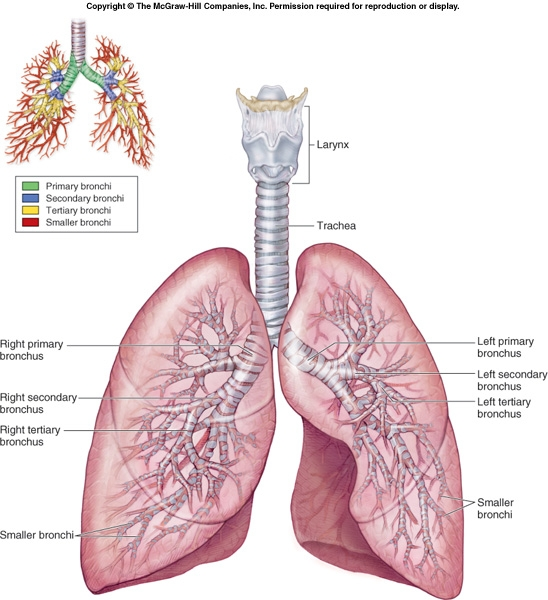 Copyright © The McGraw-Hill Companies, Inc. Permission required for reproduction or display.
Primary bronchi
Secondary bronchi
Tertiary bronchi
Smaller bronchi
Larynx
Trachea
Right primary
bronchus
Right secondary
bronchus
Right tertiary
bronchus
Smaller bronchi
Left primary
bronchus
Left secondary
bronchus
Left tertiary
bronchus
Smaller
bronchi